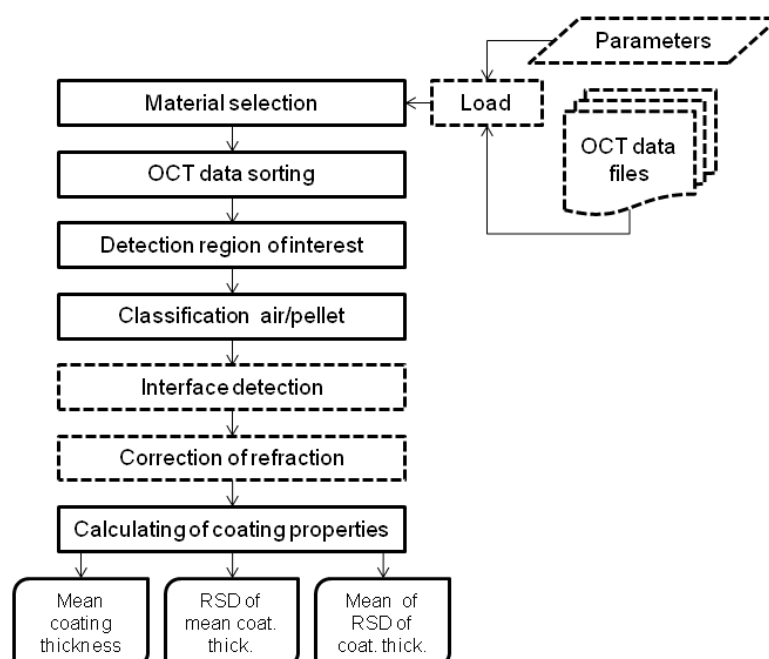 Parameters
Material selection
Load
OCT data
files
OCT data sorting
Detection region of interest
Classification air/pellet
Interface detection
Correction of refraction
Calculating of coating properties
Mean
coating
thickness
RSD of
mean coat.
thick.
Mean of
RSD of
coat. thick.